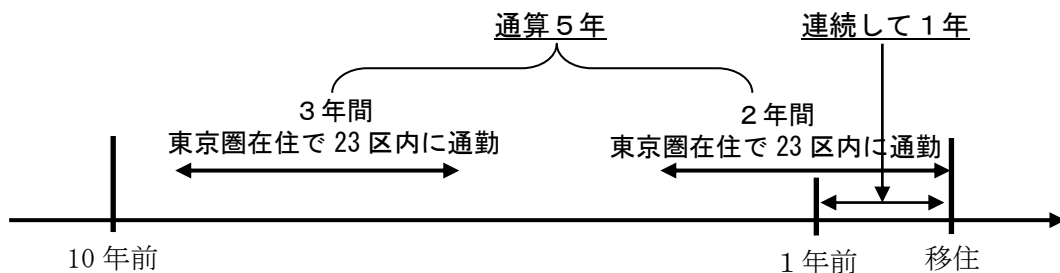 通算５年
連続して１年
３年間
東京圏在住で 23 区内に通勤
２年間
東京圏在住で 23 区内に通勤
10 年前
１年前
移住